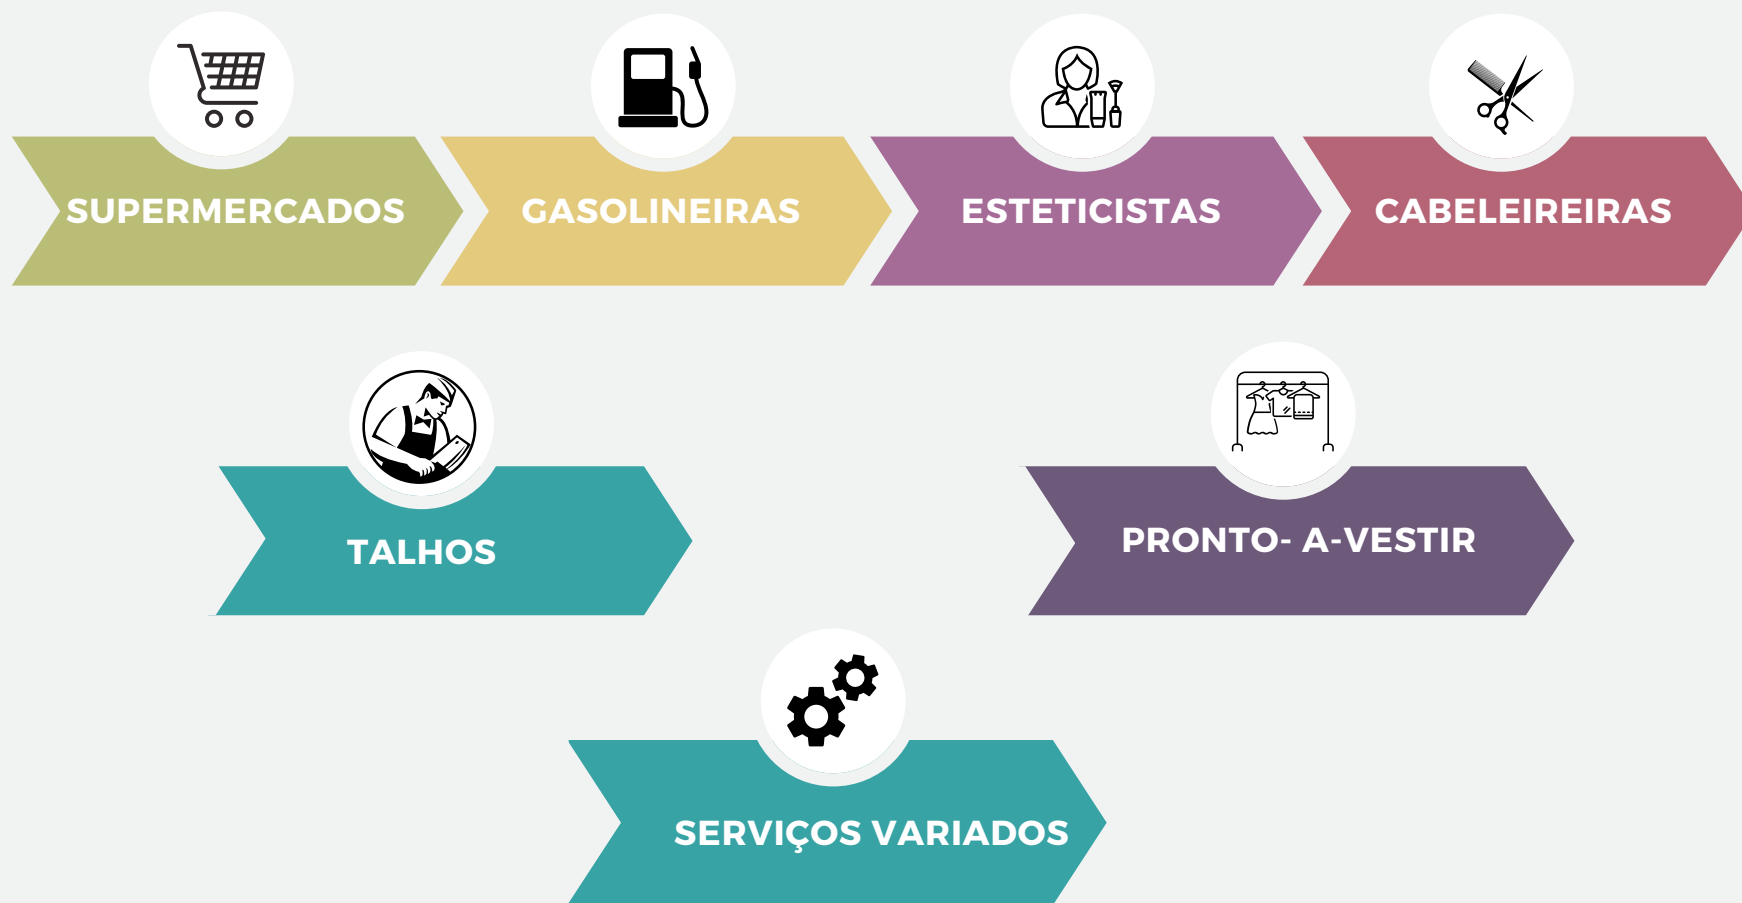 SUPERMERCADOS
GASOLINEIRAS
ESTETICISTAS
CABELEIREIRAS
TALHOS
PRONTO- A-VESTIR
SERVIÇOS VARIADOS